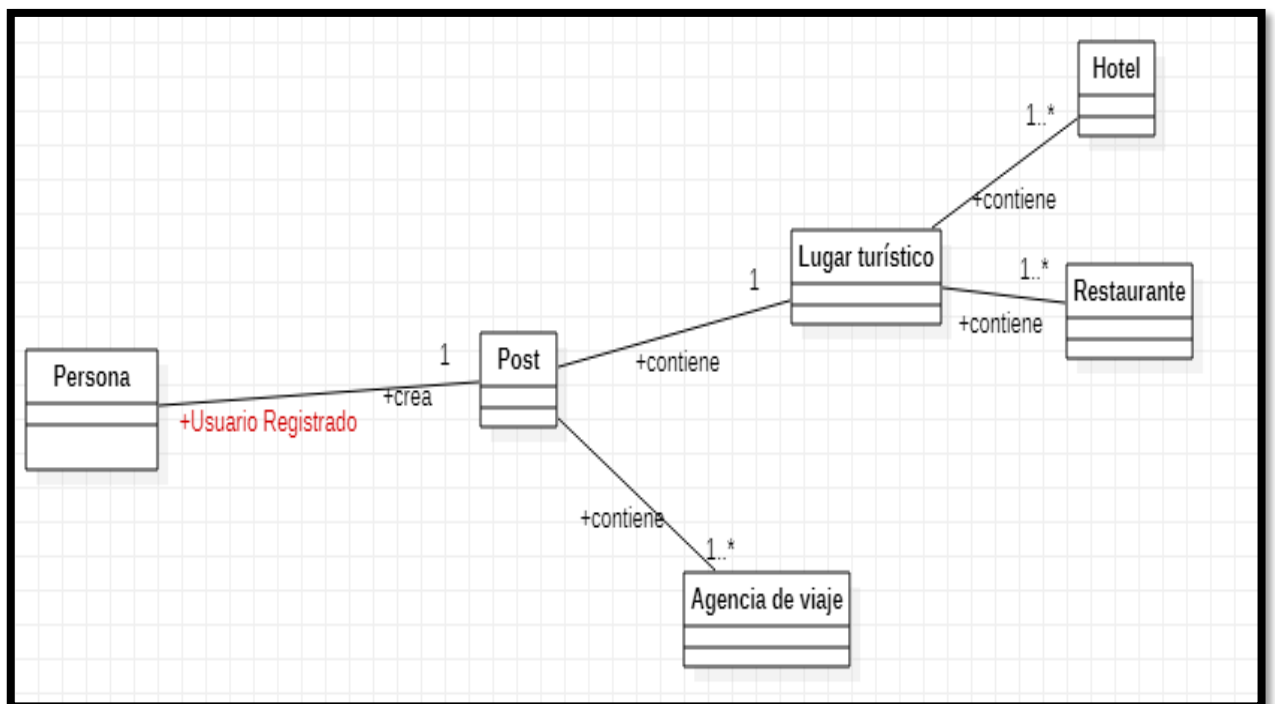 Hotel
1..*
+contiene
Lugar turístico
1..*
Restaurante
+contiene
1
+contiene
1
Post
Persona
+crea
+Usuario Registrado
+contiene
1..*
Agencia de viaje